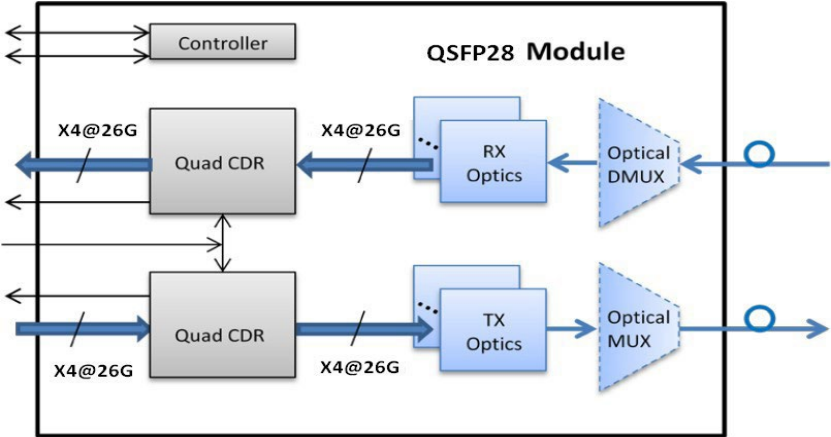 Controller
QSFP28 Module
X4@26G
X4@26G
Quad CDR
RX
Optics
Optical
DMUX
Quad CDR
TX
Optics
Optical
MUX
X4@26G
X4@26G